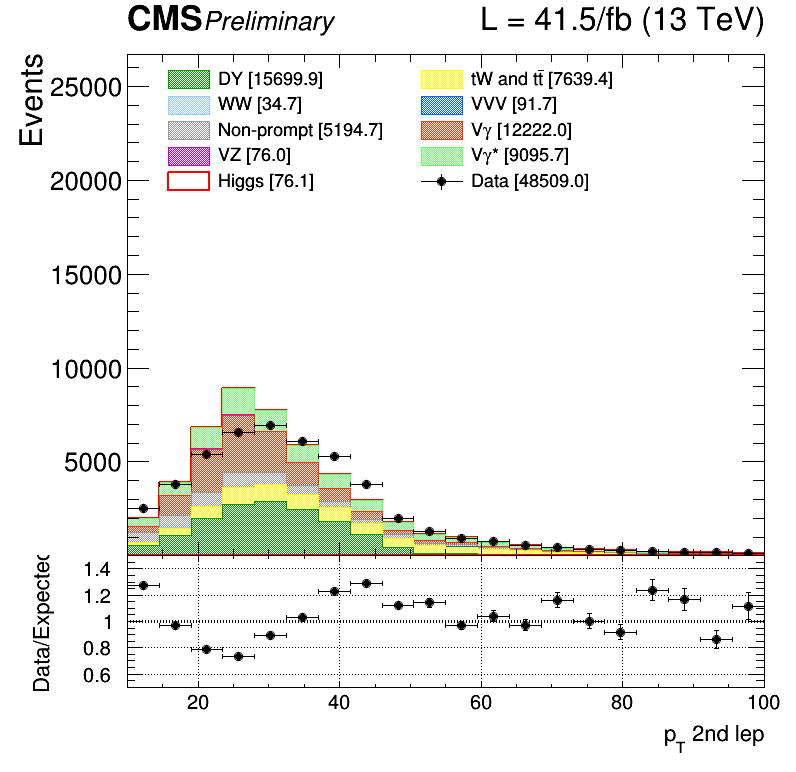 CMS Preliminary L = 41.5/fb (13 TeV)
Events
25000
20000
15000
10000
5000
DY [15699.9]
WW [34.7]
Non-prompt [5194.7]
VZ [76.0]
Higgs [76.1]
tW and tt̄ [7639.4]
VVV [91.7]
Vγ [12222.0]
Vγ* [9095.7]
Data [48509.0]
Data/Expected
1.4
1.2
1
0.8
0.6
20 40 60 80 100
p_T 2nd lep